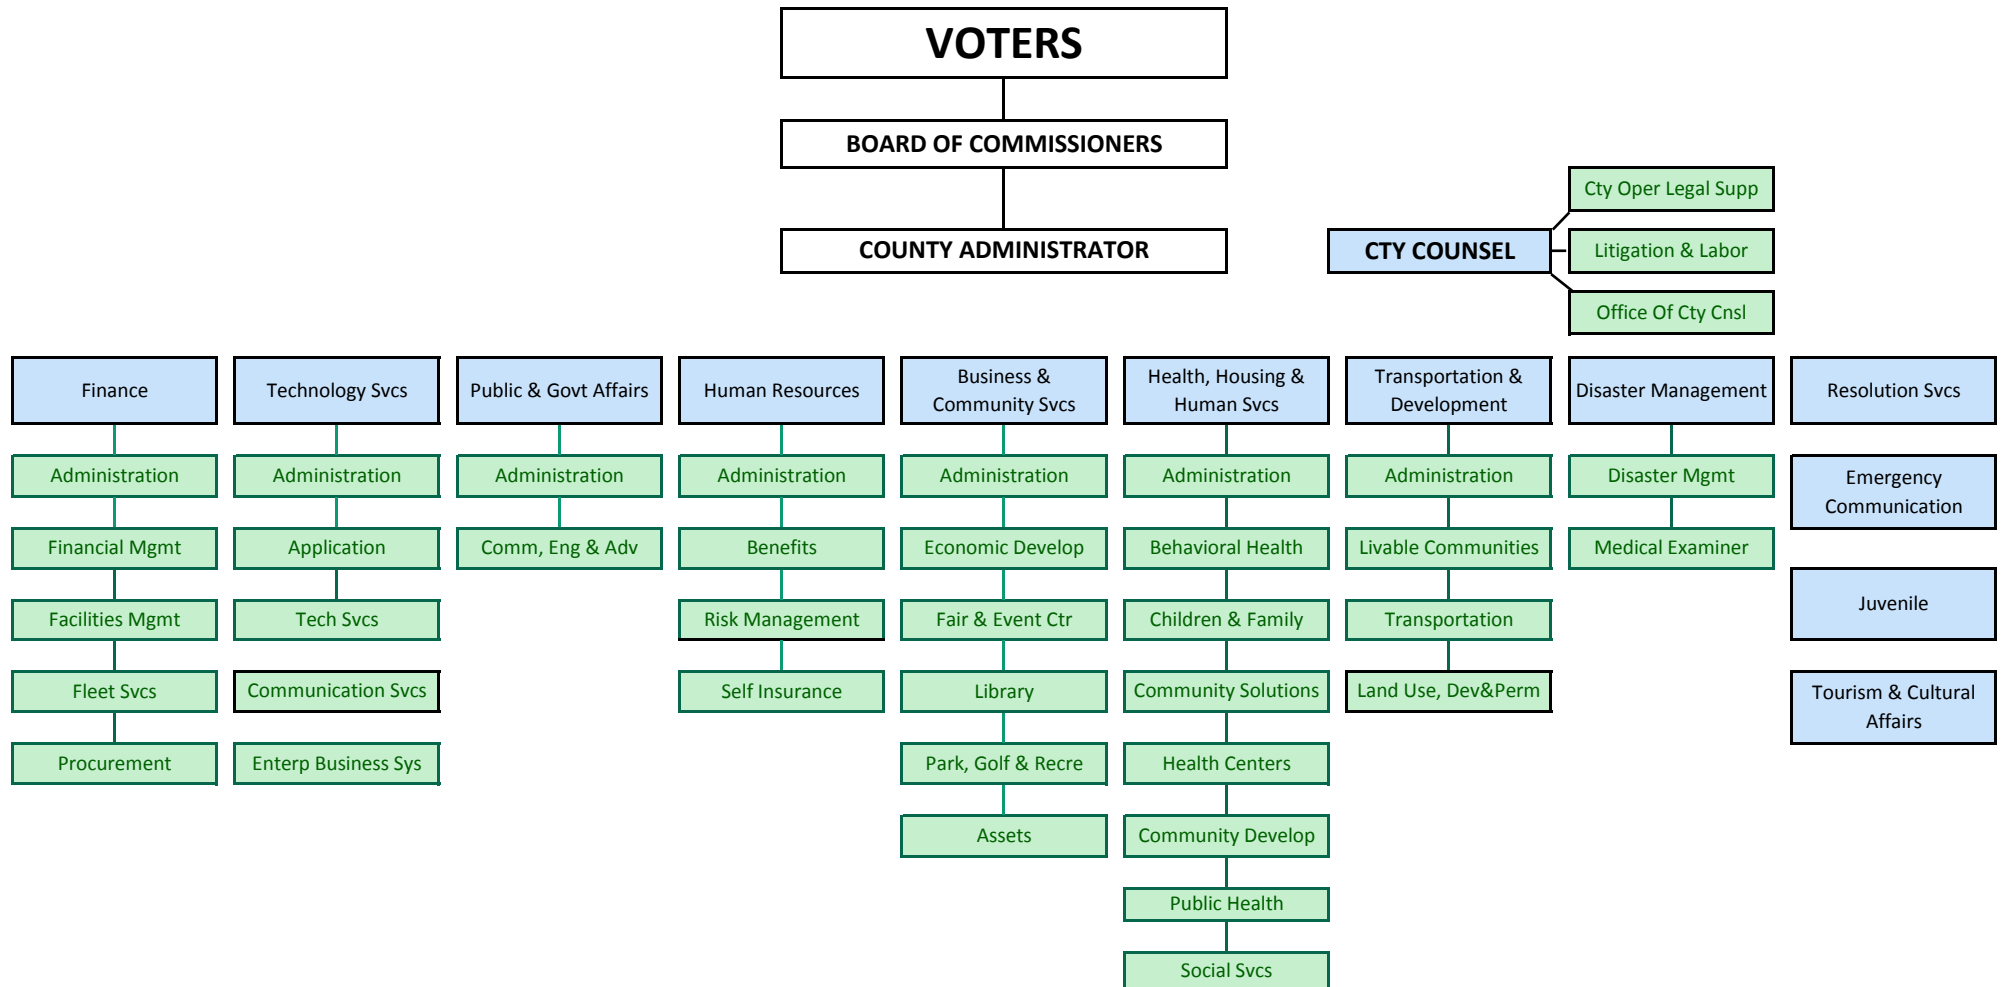 VOTERS
BOARD OF COMMISSIONERS
Cty Oper Legal Supp
COUNTY ADMINISTRATOR
CTY COUNSEL
Litigation & Labor
Office Of Cty Cnsl
Finance
Technology Svcs
Public & Govt Affairs
Human Resources
Business &
Community Svcs
Health, Housing &
Human Svcs
Transportation &
Development
Disaster Management
Resolution Svcs
Administration
Administration
Administration
Administration
Administration
Administration
Administration
Disaster Mgmt
Emergency
Communication
Financial Mgmt
Application
Comm, Eng & Adv
Benefits
Economic Develop
Behavioral Health
Livable Communities
Medical Examiner
Facilities Mgmt
Tech Svcs
Risk Management
Fair & Event Ctr
Children & Family
Transportation
Juvenile
Fleet Svcs
Communication Svcs
Self Insurance
Library
Community Solutions
Land Use, Dev&Perm
Tourism & Cultural
Affairs
Procurement
Enterp Business Sys
Park, Golf & Recre
Health Centers
Assets
Community Develop
Public Health
Social Svcs